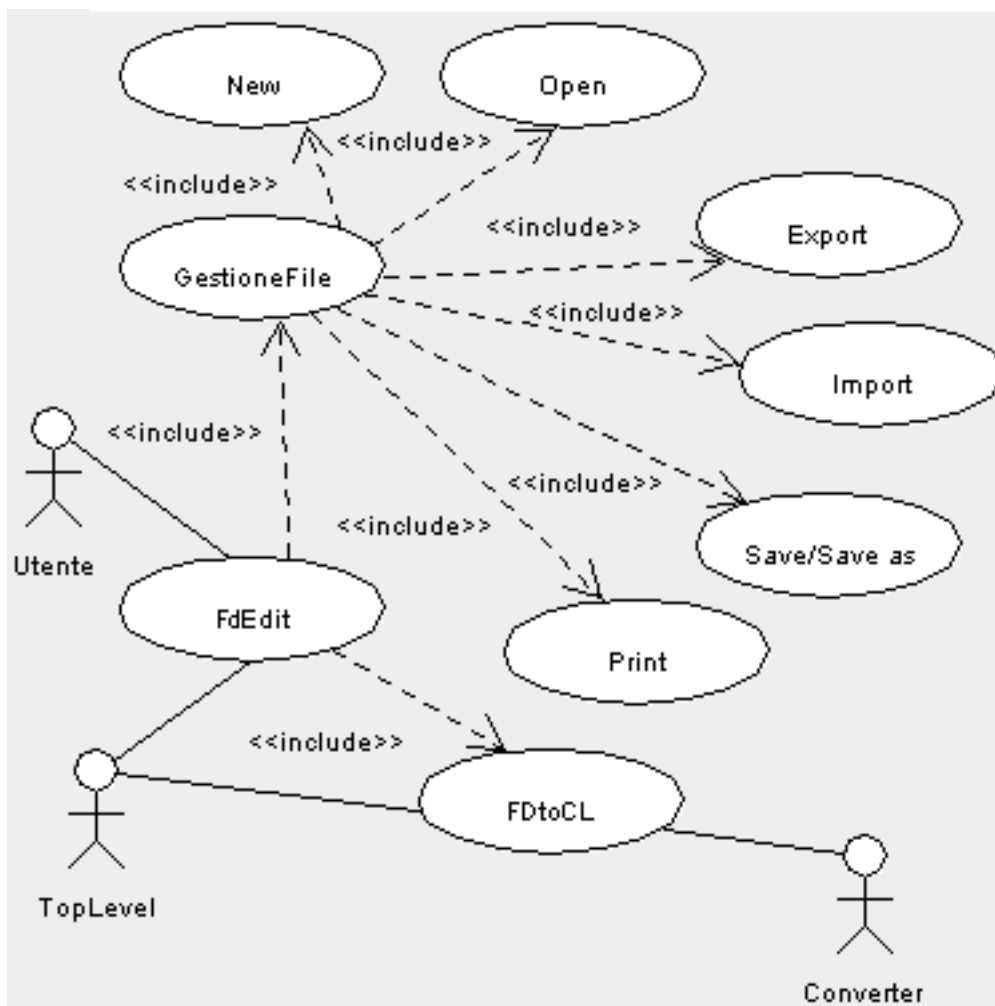 New
Open
<<include>>
<<include>>
<<include>>
Export
GestioneFile
<<include>>
Import
<<include>>
<<include>>
<<include>>
Save/Save as
Utente
FdEdit
Print
<<include>>
FDtoCL
TopLevel
Converter